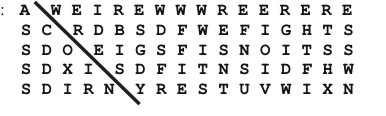 : A W E I R E W W W R E E R E R E
S C R D B S D F W E F I G H T S
S D O E I G S F I S N O I T S S
S D X I S D F I T N S I D F H W
S D I R N Y R E S T U V W I X N